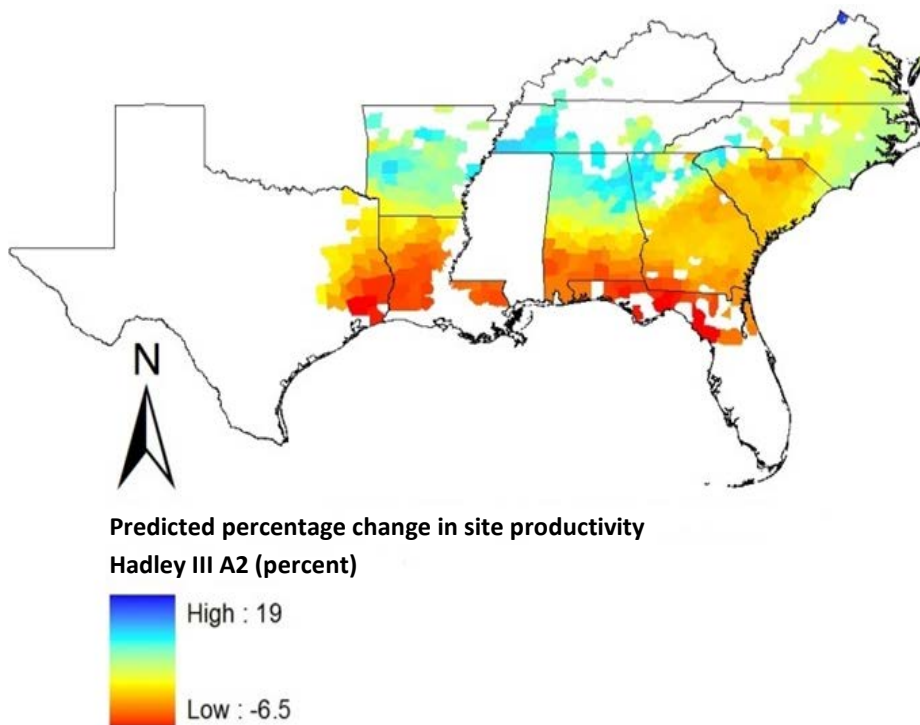 N
Predicted percentage change in site productivity
Hadley III A2 (percent)
High : 19
Low : -6.5